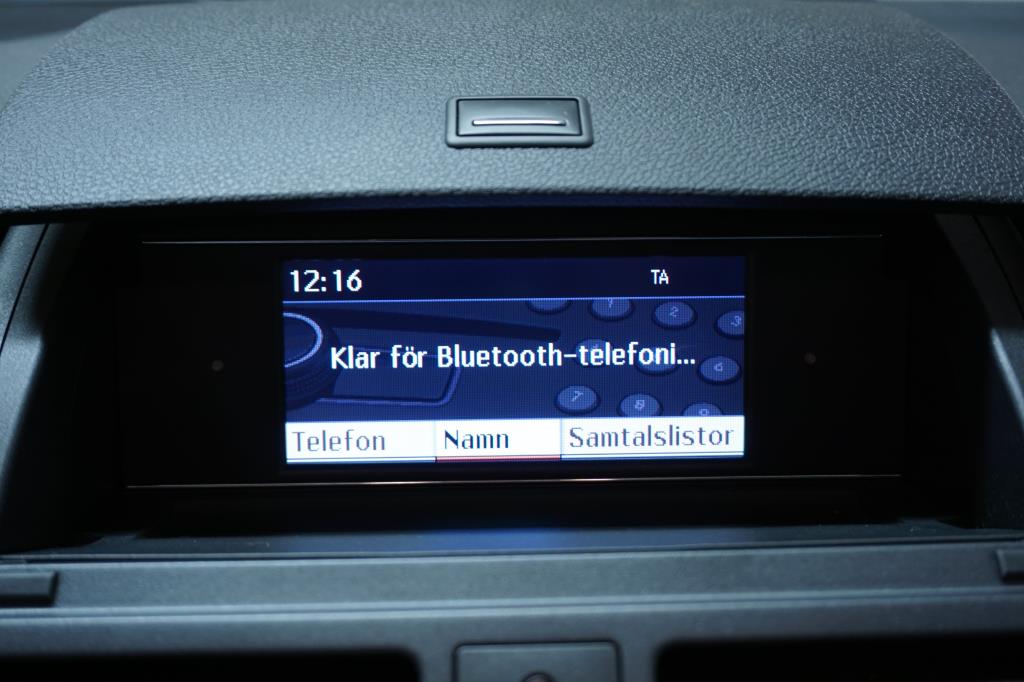 12:16 TA
Klar för Bluetooth-telefoni...
Telefon Namn Samtalslistor